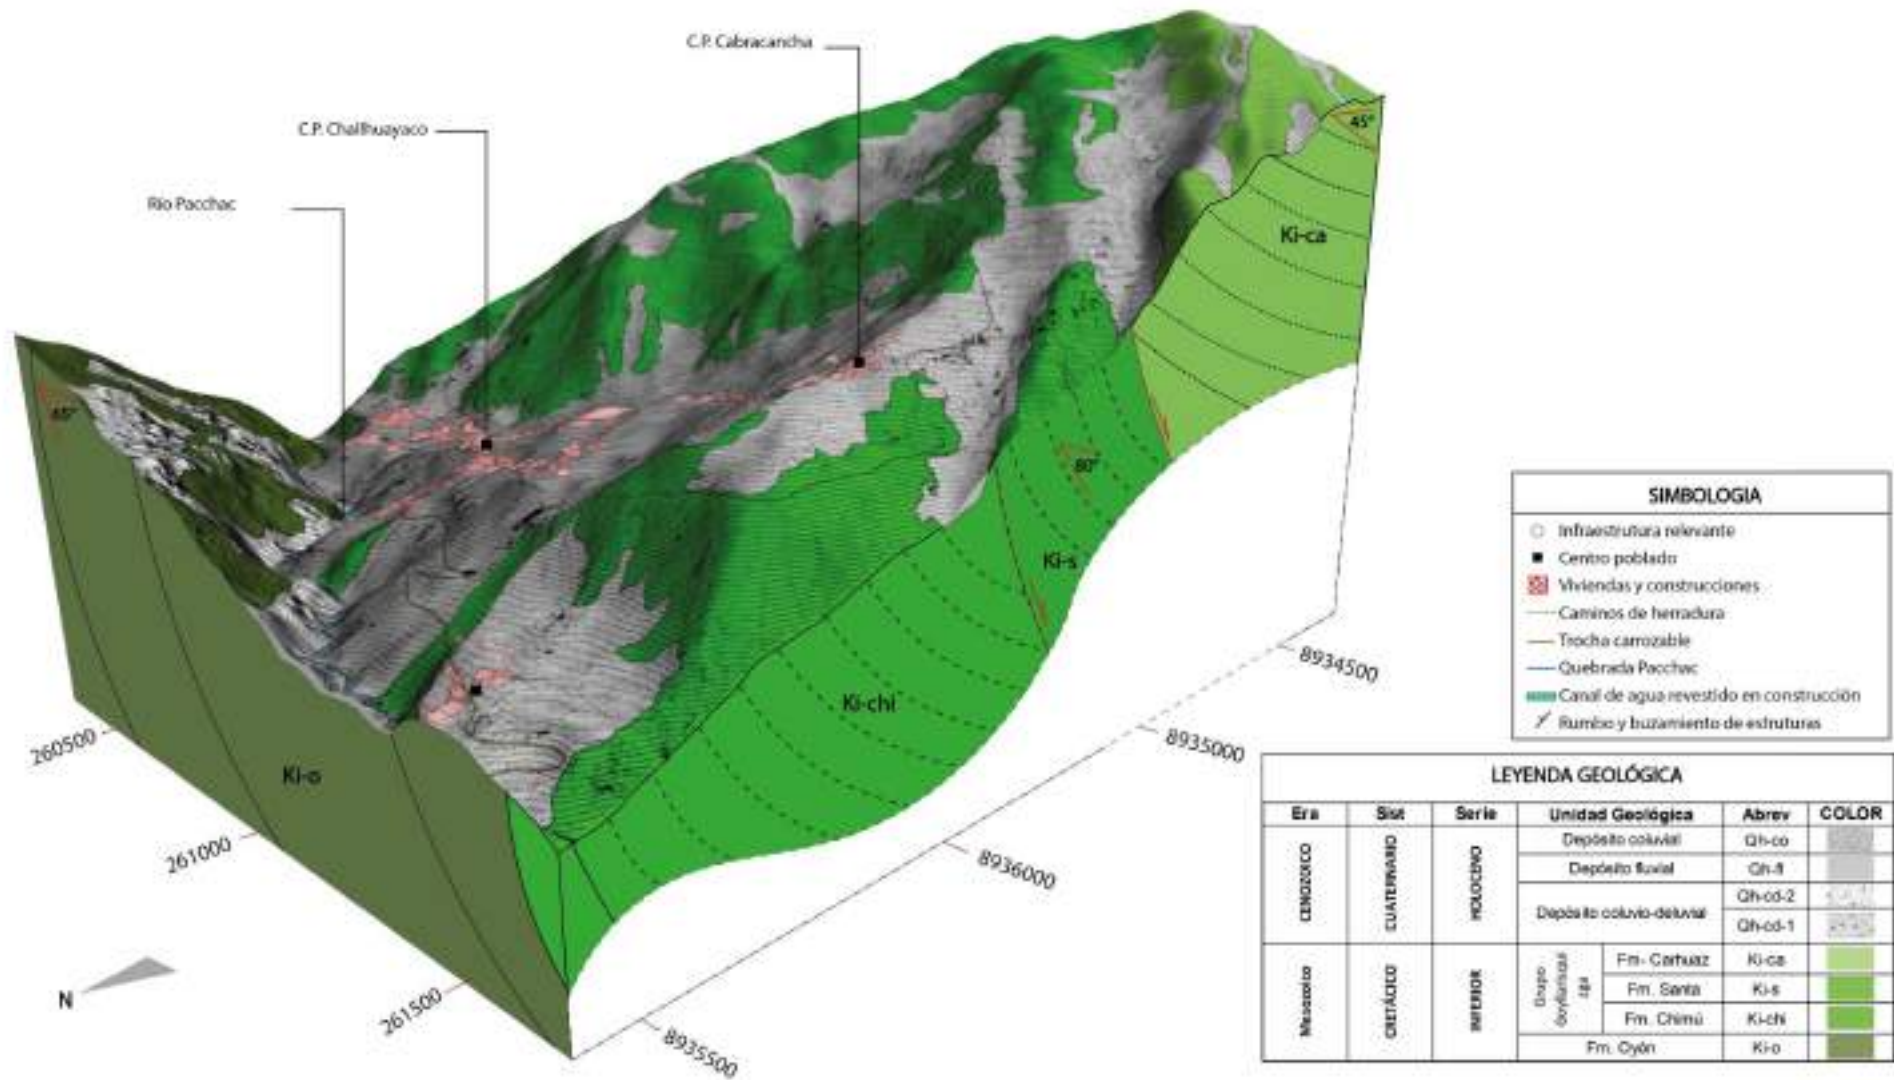 C.P. Cabracancha
C.P. Challhuayaco
Río Pacchac
45°
Ki-ca
65°
80°
Ki-s
Ki-chi
Ki-o
260500
261000
261500
8934500
8935000
8936000
8935500
N
SIMBOLOGIA
Infraestrutura relevante
Centro poblado
Viviendas y construcciones
Caminos de herradura
Trocha carrozable
Quebrada Pacchac
Canal de agua revestido en construcción
Rumbo y buzamiento de estruturas
LEYENDA GEOLÓGICA
Era Sist Serie Unidad Geológica Abrev COLOR
CENOZOICO CUATERNARIO HOLOCENO
Depósito coluvial Qh-co
Depósito fluvial Qh-fl
Depósito coluvio-deluvial Qh-cd-2
Qh-cd-1
Mesozoico CRETÁCICO INFERIOR
Grupo
Fm- Carhuaz Ki-ca
Fm. Santa Ki-s
Fm. Chimú Ki-chi
Fm. Oyón Ki-o